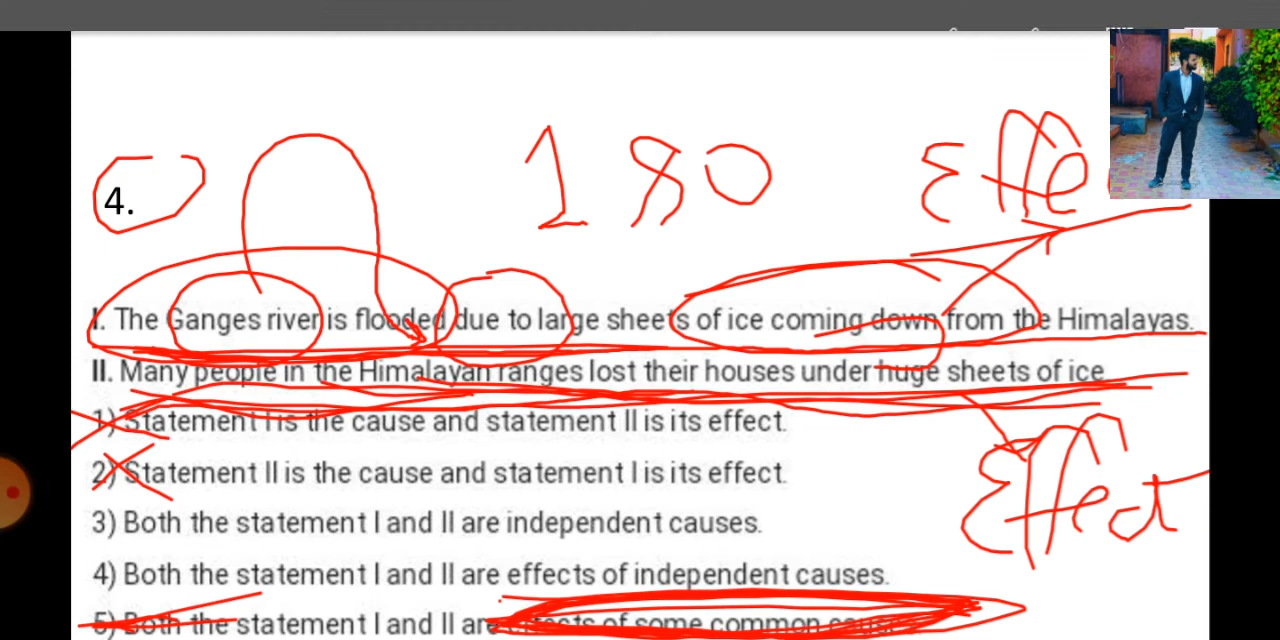 180 Effe
4.
I. The Ganges river is flooded due to large sheets of ice coming down from the Himalayas.
II. Many people in the Himalayan ranges lost their houses under huge sheets of ice
1) Statement I is the cause and statement II is its effect.
2) Statement II is the cause and statement I is its effect.
Effect
3) Both the statement I and II are independent causes.
4) Both the statement I and II are effects of independent causes.
5) Both the statement I and II are effects of some common